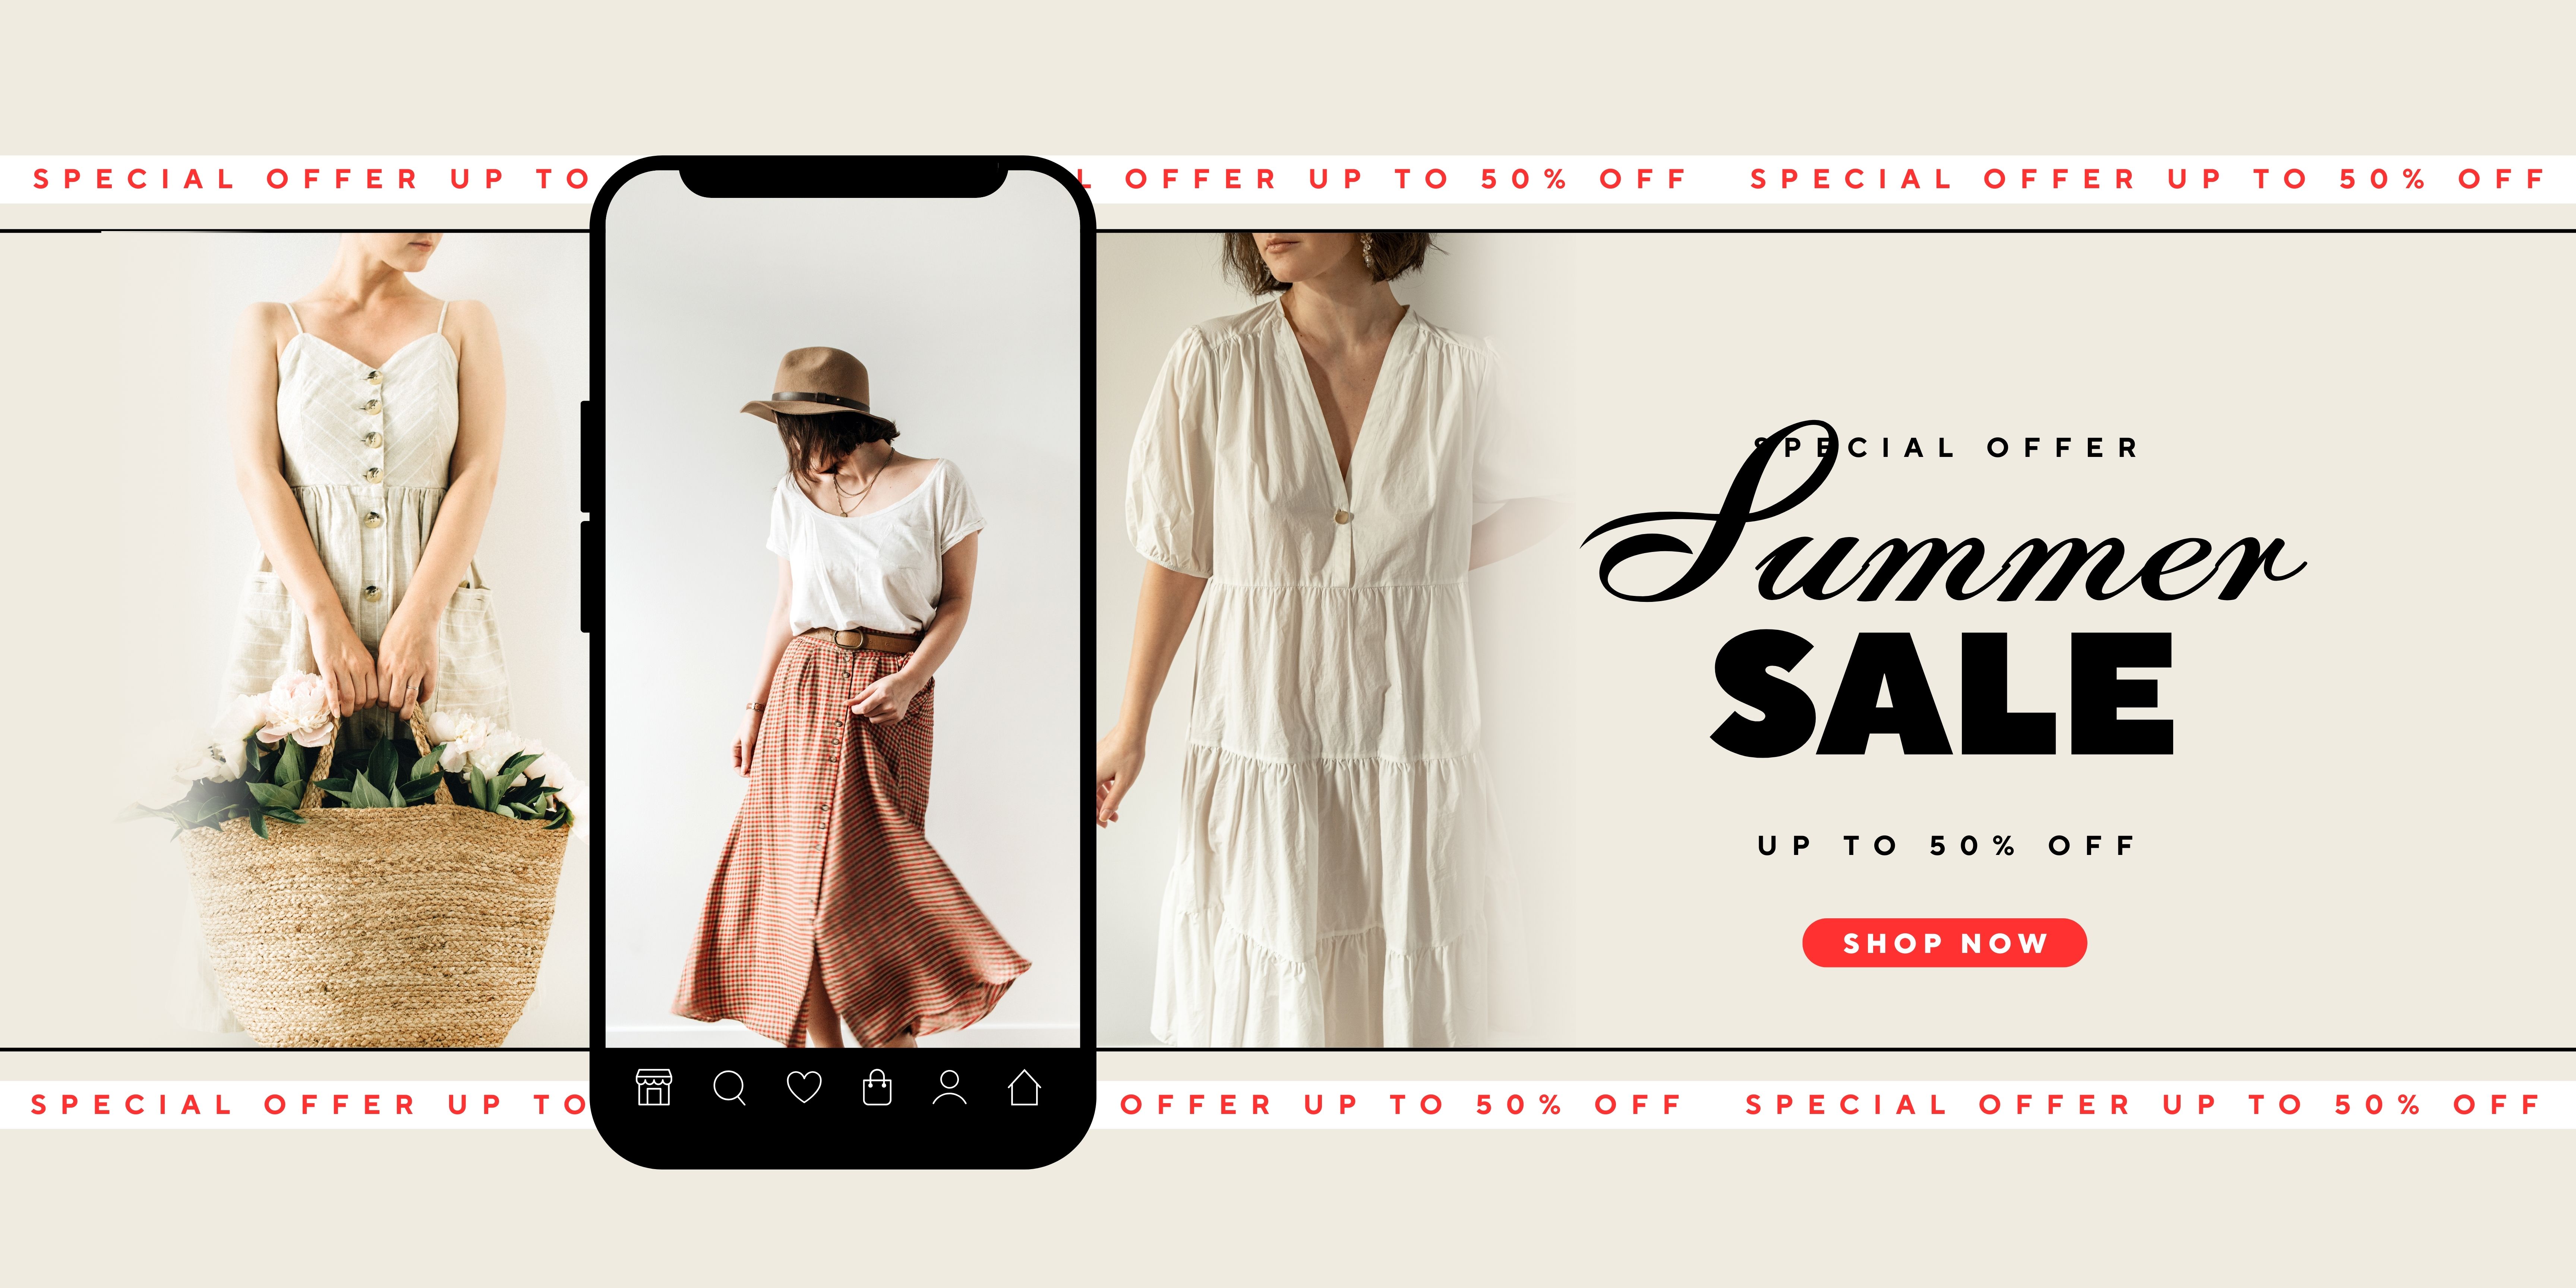 SPECIAL OFFER UP TO L OFFER UP TO 50% OFF SPECIAL OFFER UP TO 50% OFF
SPECIAL OFFER
Summer
SALE
UP TO 50% OFF
SHOP NOW
SPECIAL OFFER UP TO OFFER UP TO 50% OFF SPECIAL OFFER UP TO 50% OFF